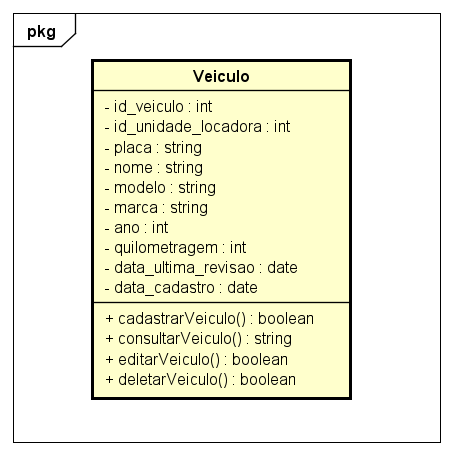 pkg
Veiculo
- id_veiculo : int
- id_unidade_locadora : int
- placa : string
- nome : string
- modelo : string
- marca : string
- ano : int
- quilometragem : int
- data_ultima_revisao : date
- data_cadastro : date
+ cadastrarVeiculo() : boolean
+ consultarVeiculo() : string
+ editarVeiculo() : boolean
+ deletarVeiculo() : boolean